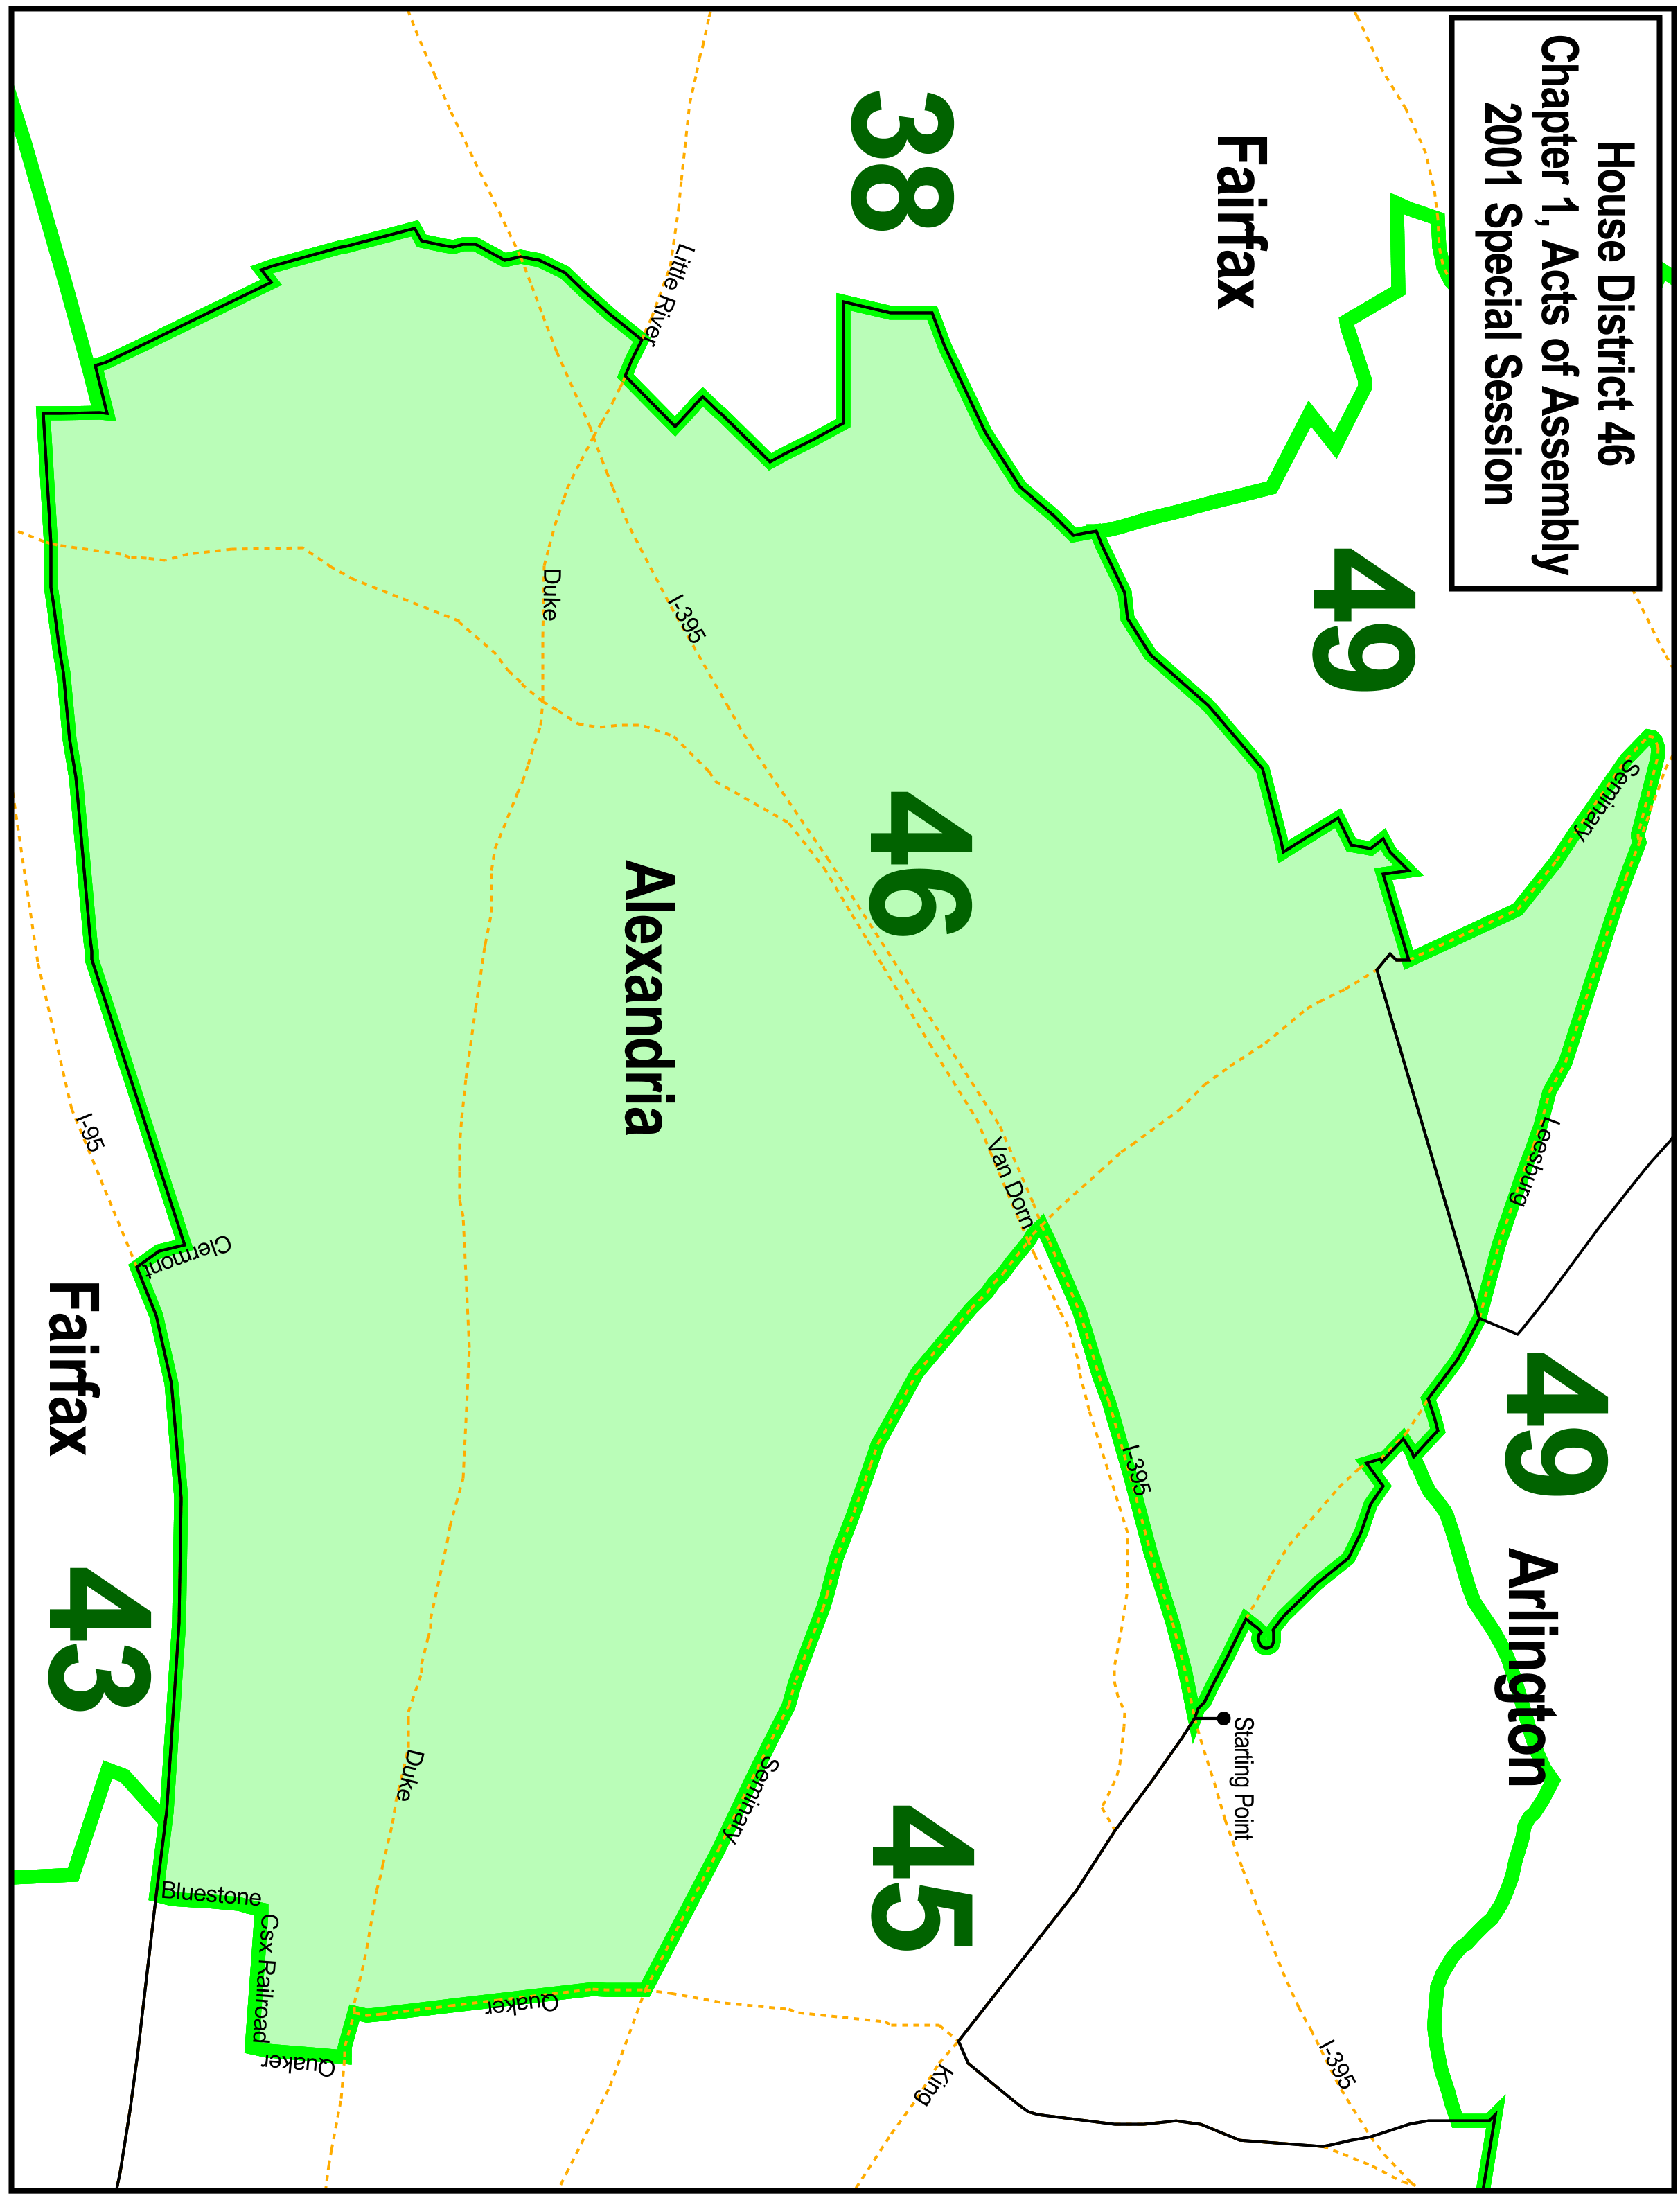 House District 46
Chapter 1, Acts of Assembly
2001 Special Session
Fairfax
38
49
Seminary
Leesburg
49
Arlington
Little River
Duke
I-395
46
Alexandria
Van Dorn
I-395
Starting Point
I-95
Clermont
Fairfax
43
Duke
Seminary
45
Bluestone
Csx Railroad
Quaker
Quaker
King
I-395